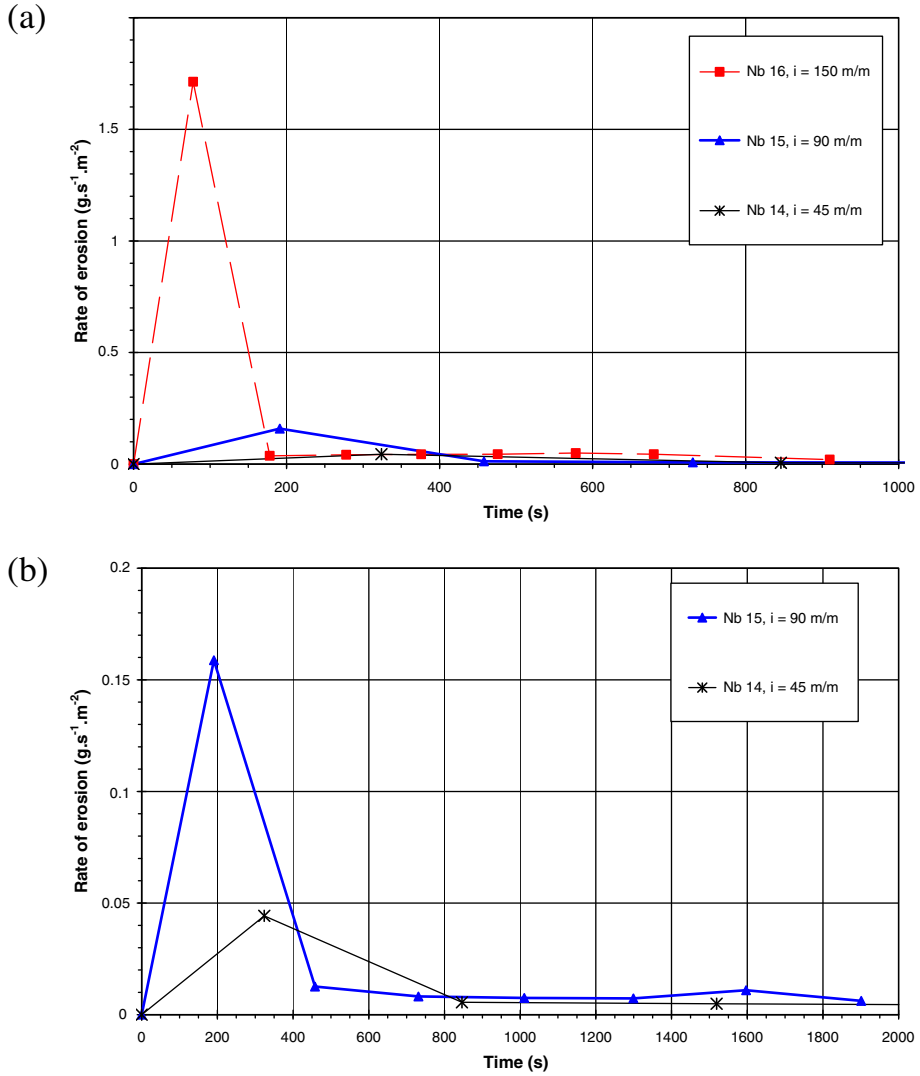 (a)
Rate of erosion (g.s⁻¹.m⁻²)
1.5
1
0.5
0
0 200 400 600 800 1000
Time (s)
Nb 16, i = 150 m/m
Nb 15, i = 90 m/m
Nb 14, i = 45 m/m
(b)
Rate of erosion (g.s⁻¹.m⁻²)
0.2
0.15
0.1
0.05
0
0 200 400 600 800 1000 1200 1400 1600 1800 2000
Time (s)
Nb 15, i = 90 m/m
Nb 14, i = 45 m/m